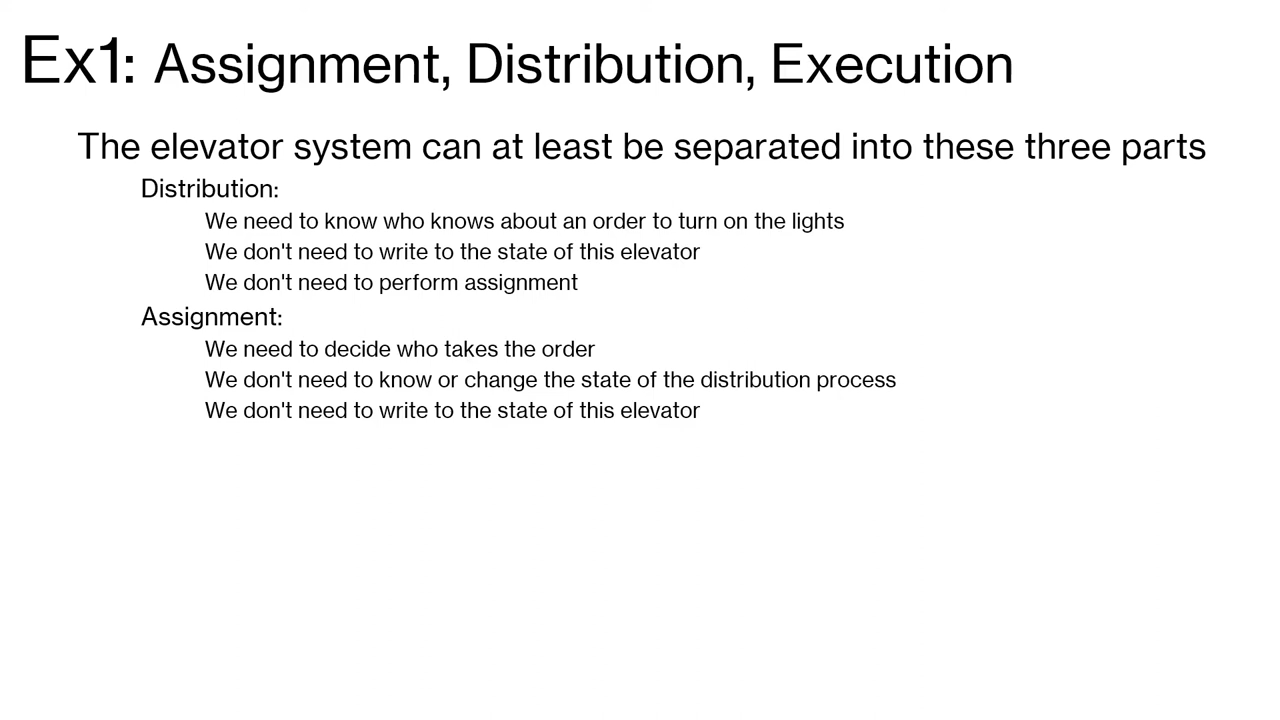 Ex1: Assignment, Distribution, Execution
The elevator system can at least be separated into these three parts
Distribution:
We need to know who knows about an order to turn on the lights
We don't need to write to the state of this elevator
We don't need to perform assignment
Assignment:
We need to decide who takes the order
We don't need to know or change the state of the distribution process
We don't need to write to the state of this elevator